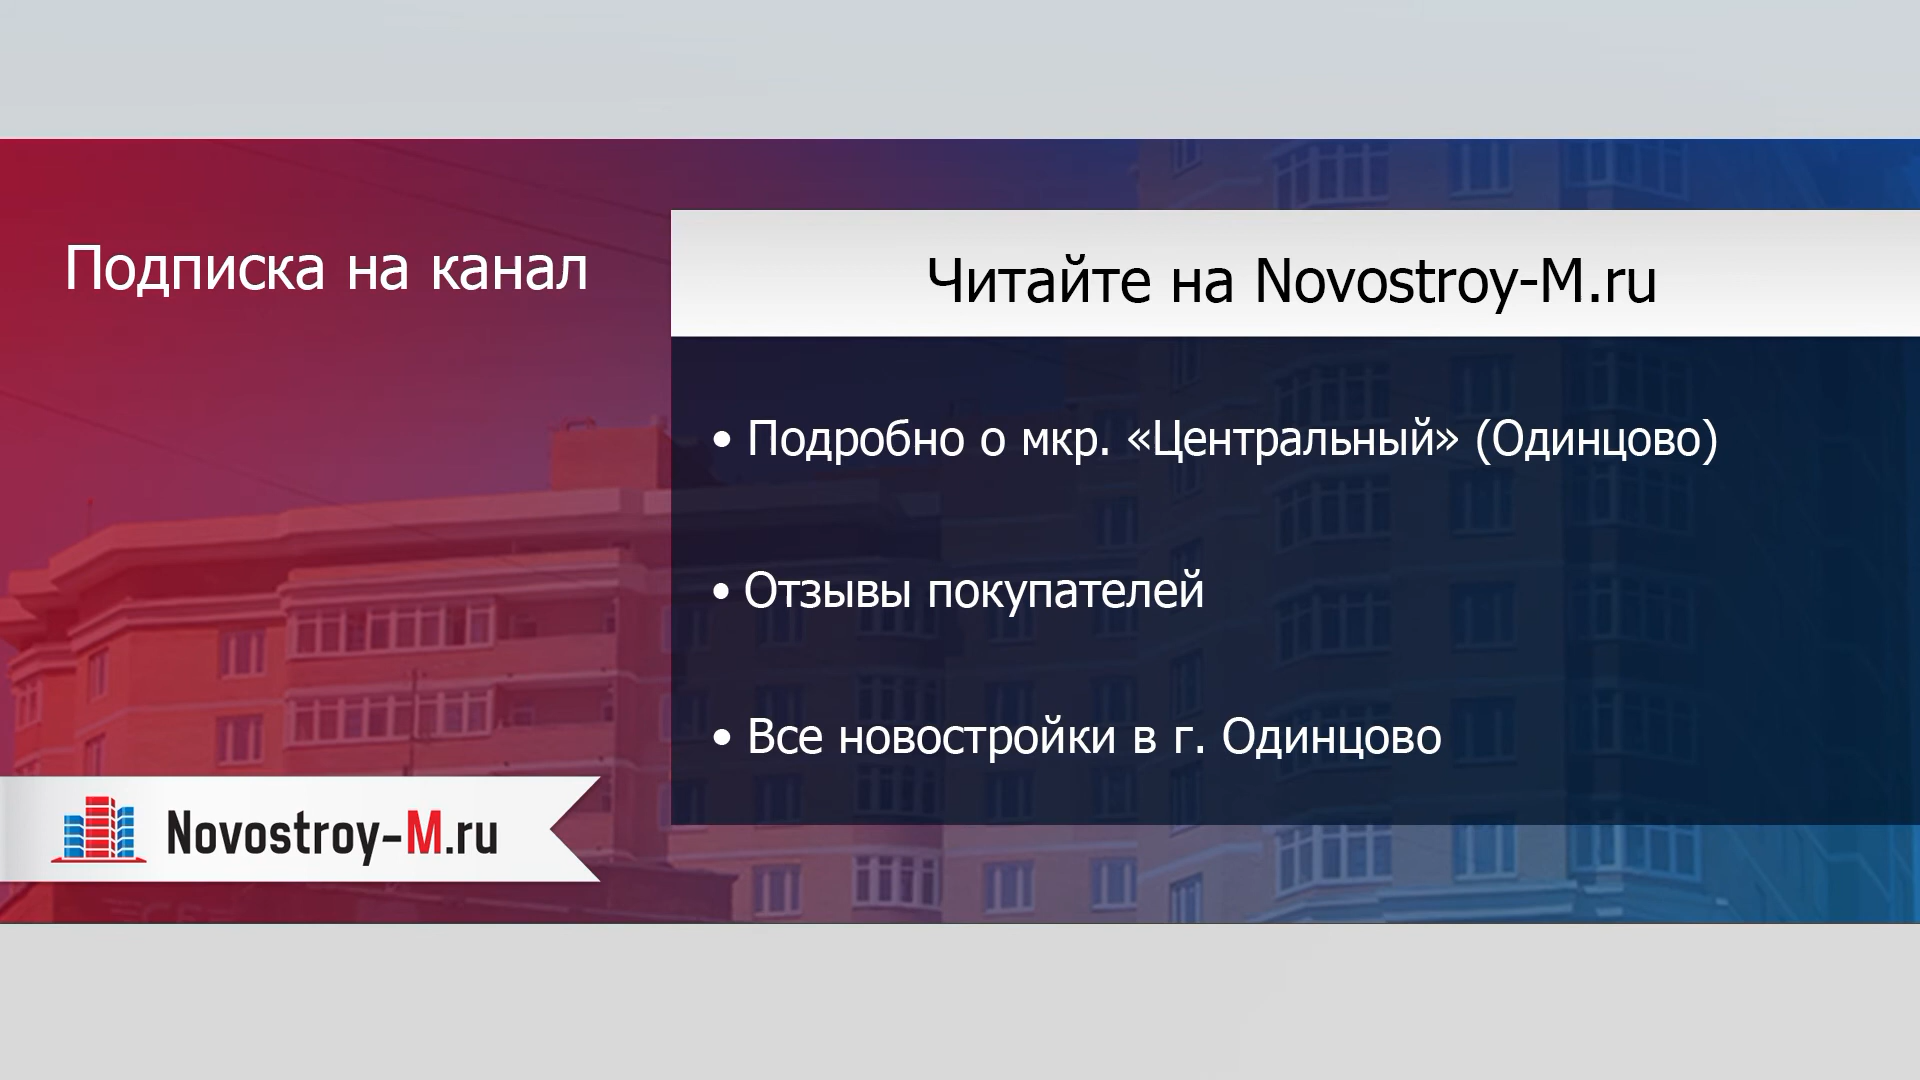 Подписка на канал
Читайте на Novostroy-M.ru
• Подробно о мкр. «Центральный» (Одинцово)
• Отзывы покупателей
• Все новостройки в г. Одинцово
Novostroy-M.ru